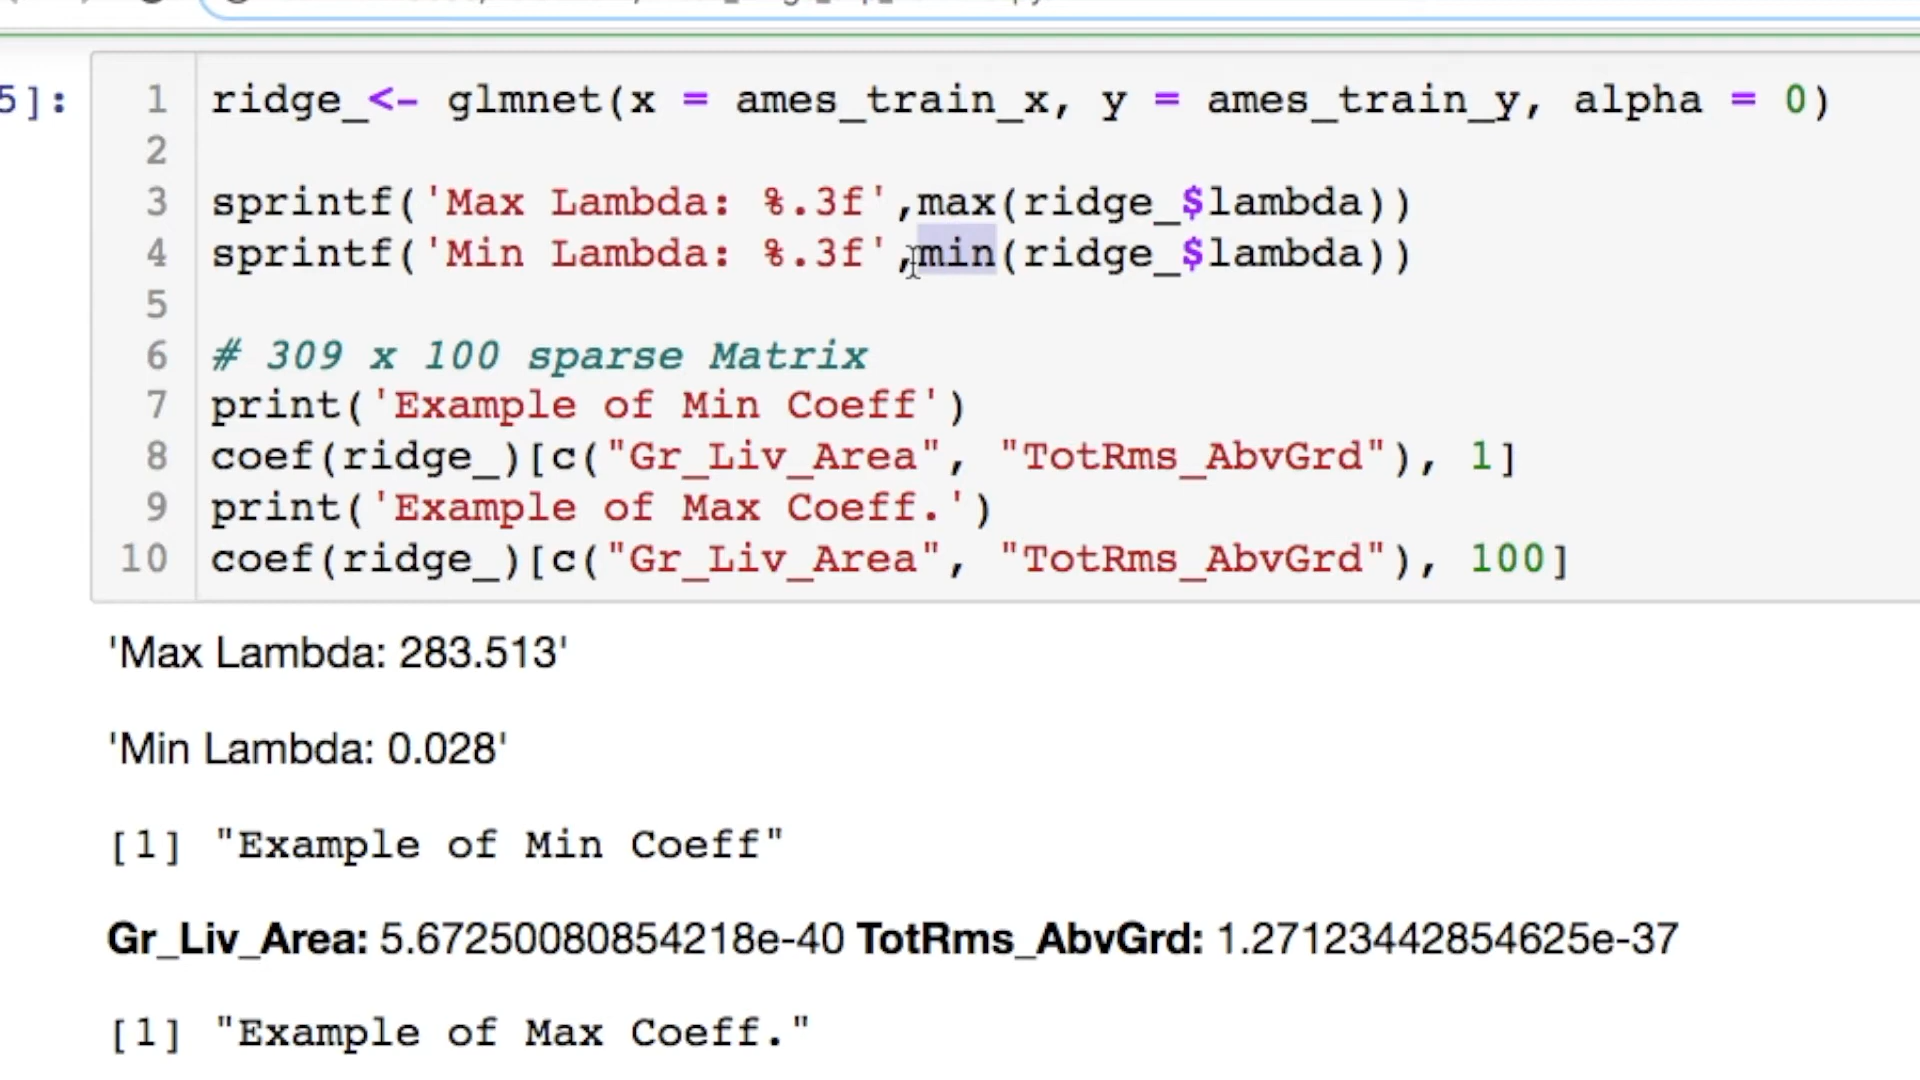 5]:
1 ridge_<- glmnet(x = ames_train_x, y = ames_train_y, alpha = 0)
2
3 sprintf('Max Lambda: %.3f',max(ridge_$lambda))
4 sprintf('Min Lambda: %.3f',min(ridge_$lambda))
5
6 # 309 x 100 sparse Matrix
7 print('Example of Min Coeff')
8 coef(ridge_)[c("Gr_Liv_Area", "TotRms_AbvGrd"), 1]
9 print('Example of Max Coeff.')
10 coef(ridge_)[c("Gr_Liv_Area", "TotRms_AbvGrd"), 100]
'Max Lambda: 283.513'
'Min Lambda: 0.028'
[1] "Example of Min Coeff"
Gr_Liv_Area: 5.67250080854218e-40 TotRms_AbvGrd: 1.27123442854625e-37
[1] "Example of Max Coeff."